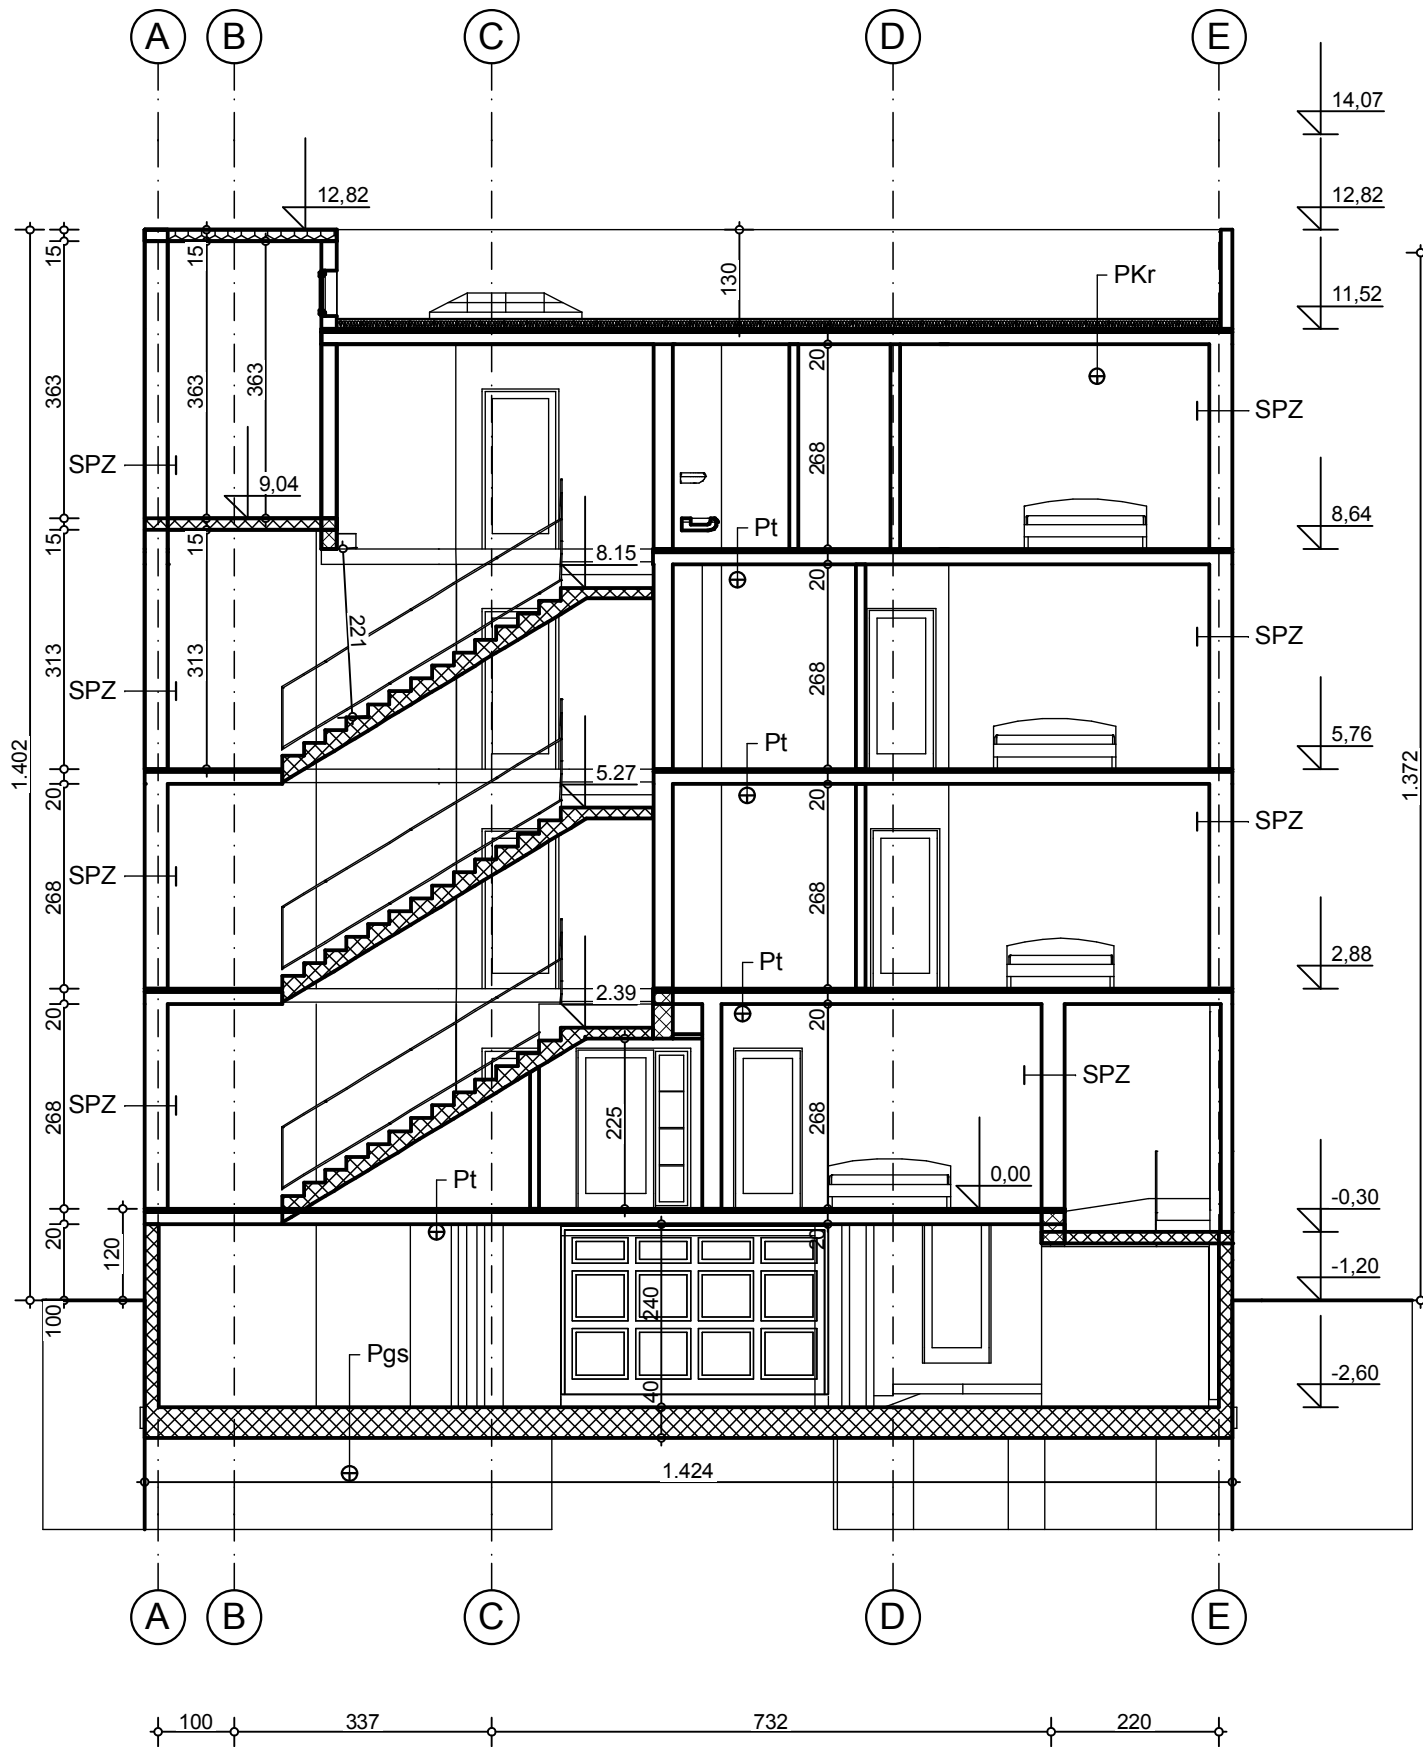 A B C D E
14,07
12,82 12,82
15 15 130 PKr 11,52
20
363 363 363 SPZ
SPZ 268
9,04 8,64
15 15 Pt
8.15
20
221 SPZ
313 313 268
SPZ
Pt 5,76
1.402 5.27 1.372
20 20
SPZ
SPZ
268 268
Pt 2,88
2.39
20 20
SPZ
SPZ
268 225 268
Pt 0,00
-0,30
20 120 20
-1,20
100 240
Pgs
-2,60
40
1.424
A B C D E
100 337 732 220